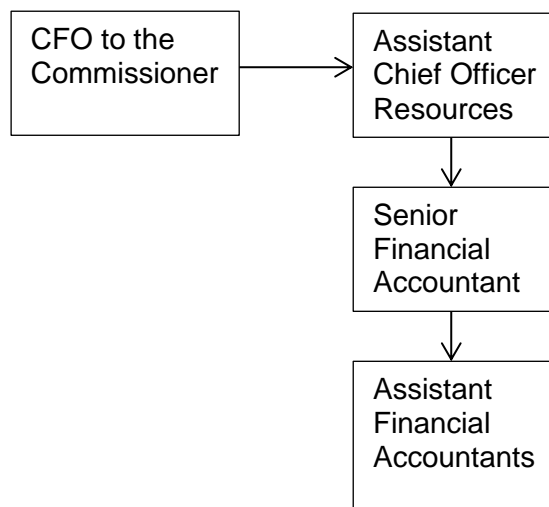 CFO to the
Commissioner
Assistant
Chief Officer
Resources
Senior
Financial
Accountant
Assistant
Financial
Accountants